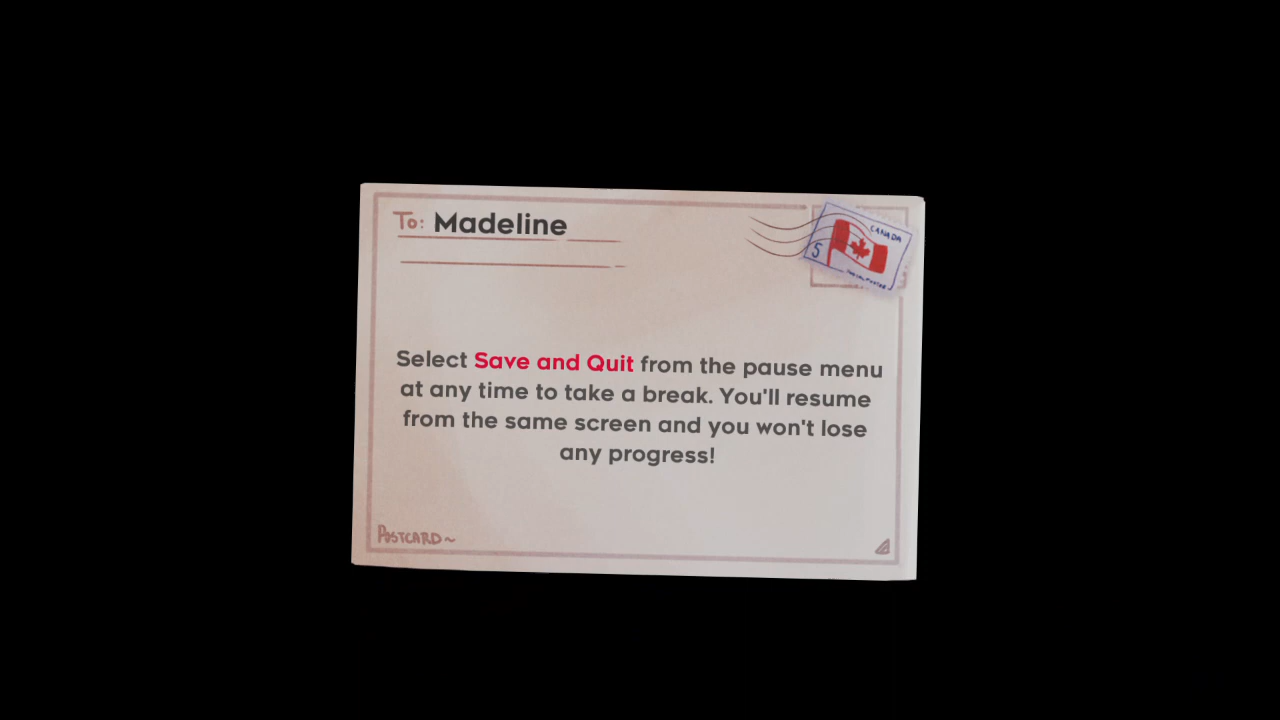 To: Madeline
CANADA
5
Select Save and Quit from the pause menu
at any time to take a break. You'll resume
from the same screen and you won't lose
any progress!
POSTCARD~